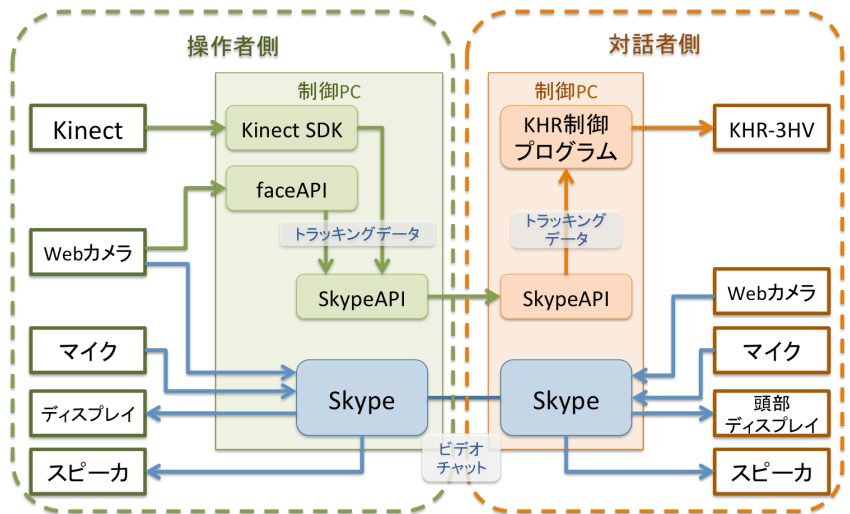 操作者側
制御PC
Kinect
Kinect SDK
faceAPI
トラッキングデータ
Webカメラ
SkypeAPI
マイク
Skype
ディスプレイ
スピーカ
ビデオ
チャット
対話者側
制御PC
KHR制御
プログラム
KHR-3HV
トラッキング
データ
SkypeAPI
Webカメラ
マイク
Skype
頭部
ディスプレイ
スピーカ